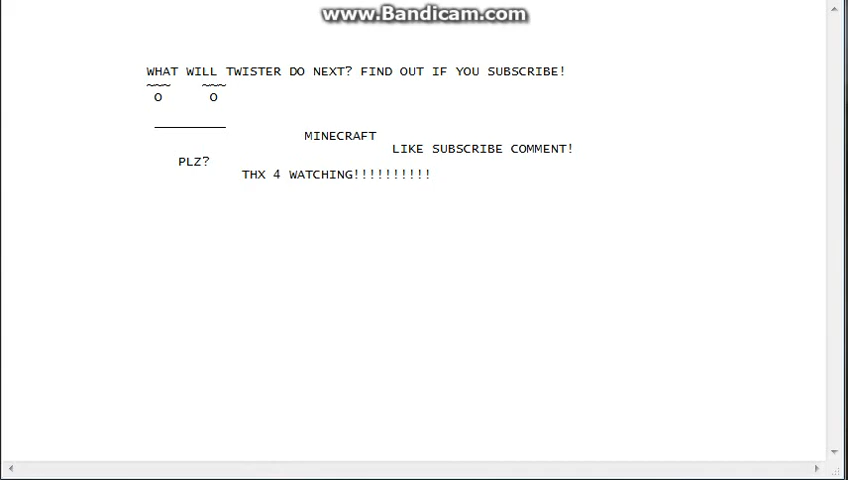 www.Bandicam.com
WHAT WILL TWISTER DO NEXT? FIND OUT IF YOU SUBSCRIBE!
~~~ ~~~
O O
_________
MINECRAFT
LIKE SUBSCRIBE COMMENT!
PLZ?
THX 4 WATCHING!!!!!!!!!!